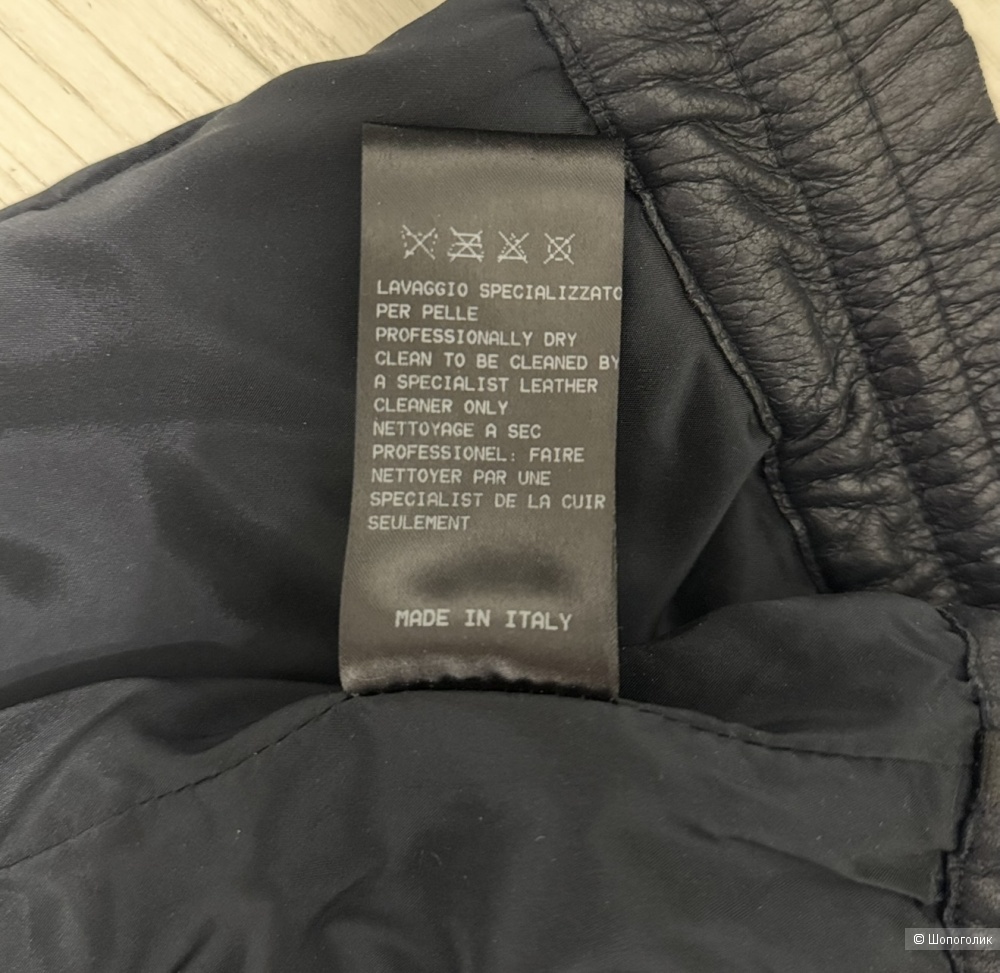 LAVAGGIO SPECIALIZZATO
PER PELLE
PROFESSIONALLY DRY
CLEAN TO BE CLEANED BY
A SPECIALIST LEATHER
CLEANER ONLY
NETTOYAGE A SEC
PROFESSIONEL: FAIRE
NETTOYER PAR UNE
SPECIALIST DE LA CUIR
SEULEMENT
MADE IN ITALY
© Шопоголик